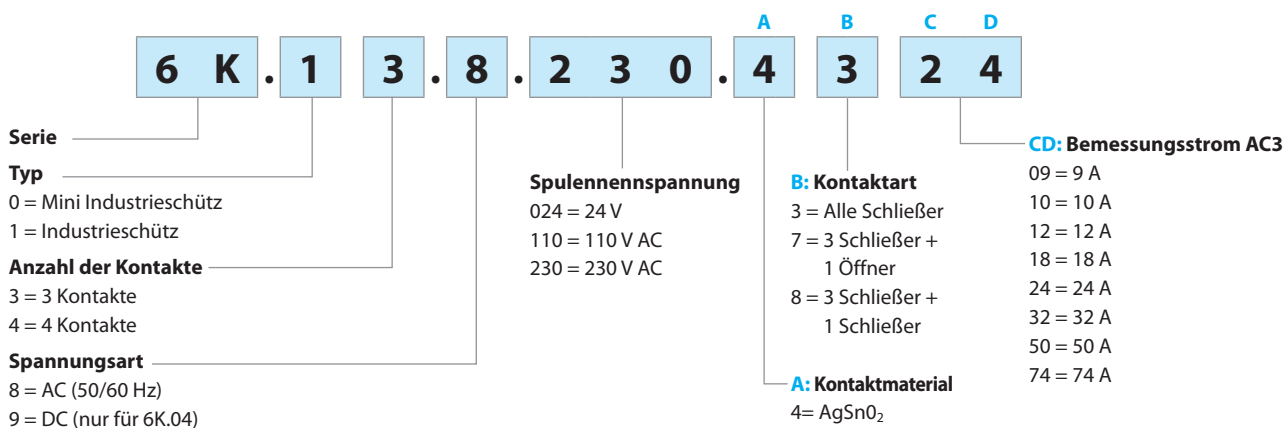 A B C D
6 K . 1 3 . 8 . 2 3 0 . 4 3 2 4
Serie
Typ
0 = Mini Industrieschütz
1 = Industrieschütz
Anzahl der Kontakte
3 = 3 Kontakte
4 = 4 Kontakte
Spannungsart
8 = AC (50/60 Hz)
9 = DC (nur für 6K.04)
Spulennennspannung
024 = 24 V
110 = 110 V AC
230 = 230 V AC
B: Kontaktart
3 = Alle Schließer
7 = 3 Schließer +
1 Öffner
8 = 3 Schließer +
1 Schließer
A: Kontaktmaterial
4= AgSn0₂
CD: Bemessungsstrom AC3
09 = 9 A
10 = 10 A
12 = 12 A
18 = 18 A
24 = 24 A
32 = 32 A
50 = 50 A
74 = 74 A